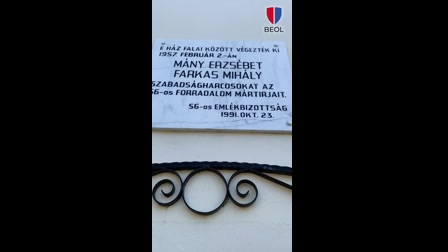 BEOL
E HÁZ FALAI KÖZÖTT VÉGEZTÉK KI
1957. FEBRUÁR 2.-ÁN
MÁNY ERZSÉBET
FARKAS MIHÁLY
SZABADSÁGHARCOSOKAT AZ
56-OS FORRADALOM MÁRTIRJAIT.
56-OS EMLÉKBIZOTTSÁG
1991. OKT. 23.